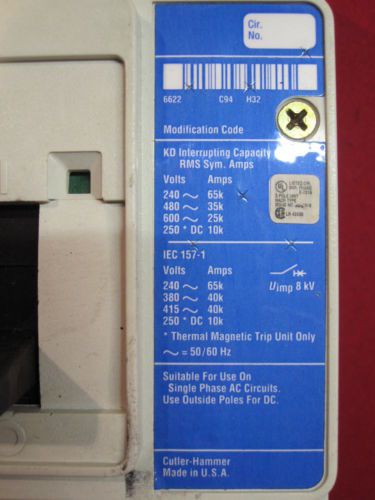 Cir.
No.
6622 C94 H32
Modification Code
KD Interrupting Capacity
RMS Sym. Amps
Volts Amps
240 ~ 65k
480 ~ 35k
600 ~ 25k
250 * DC 10k
IEC 157-1
Volts Amps
240 ~ 65k
380 ~ 40k
415 ~ 40k
250 * DC 10k
Uimp 8 kV
* Thermal Magnetic Trip Unit Only
~ = 50/60 Hz
Suitable For Use On
Single Phase AC Circuits.
Use Outside Poles For DC.
Cutler-Hammer
Made in U.S.A.